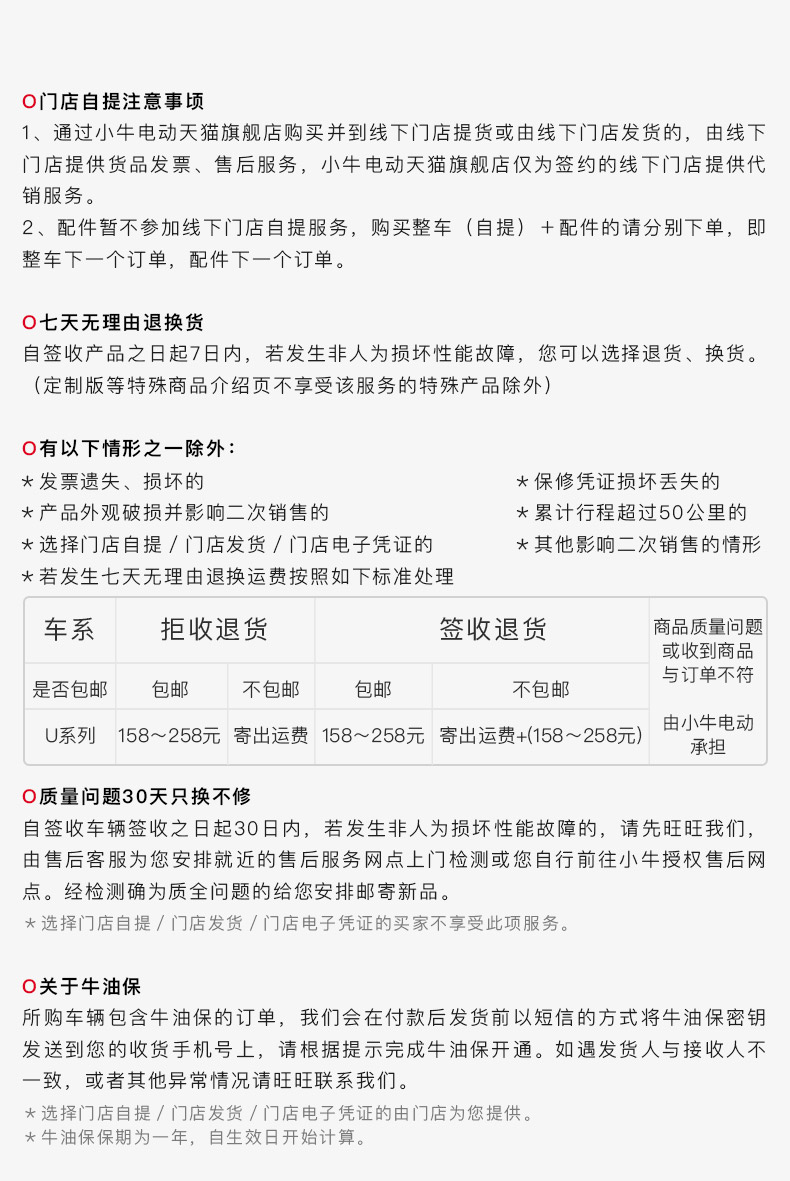 O门店自提注意事项
1、通过小牛电动天猫旗舰店购买并到线下门店提货或由线下门店发货的，由线下
门店提供货品发票、售后服务，小牛电动天猫旗舰店仅为签约的线下门店提供代
销服务。
2、配件暂不参加线下门店自提服务，购买整车（自提）＋配件的请分别下单，即
整车下一个订单，配件下一个订单。
O七天无理由退换货
自签收产品之日起7日内，若发生非人为损坏性能故障，您可以选择退货、换货。
（定制版等特殊商品介绍页不享受该服务的特殊产品除外）
O有以下情形之一除外：
＊发票遗失、损坏的 ＊保修凭证损坏丢失的
＊产品外观破损并影响二次销售的 ＊累计行程超过50公里的
＊选择门店自提 / 门店发货 / 门店电子凭证的 ＊其他影响二次销售的情形
＊若发生七天无理由退换运费按照如下标准处理
车系 拒收退货 签收退货 商品质量问题
或收到商品
与订单不符
是否包邮 包邮 不包邮 包邮 不包邮
U系列 158～258元 寄出运费 158～258元 寄出运费+(158～258元) 由小牛电动
承担
O质量问题30天只换不修
自签收车辆签收之日起30日内，若发生非人为损坏性能故障的，请先旺旺我们，
由售后客服为您安排就近的售后服务网点上门检测或您自行前往小牛授权售后网
点。经检测确为质全问题的给您安排邮寄新品。
＊选择门店自提 / 门店发货 / 门店电子凭证的买家不享受此项服务。
O关于牛油保
所购车辆包含牛油保的订单，我们会在付款后发货前以短信的方式将牛油保密钥
发送到您的收货手机号上，请根据提示完成牛油保开通。如遇发货人与接收人不
一致，或者其他异常情况请旺旺联系我们。
＊选择门店自提 / 门店发货 / 门店电子凭证的由门店为您提供。
＊牛油保保期为一年，自生效日开始计算。